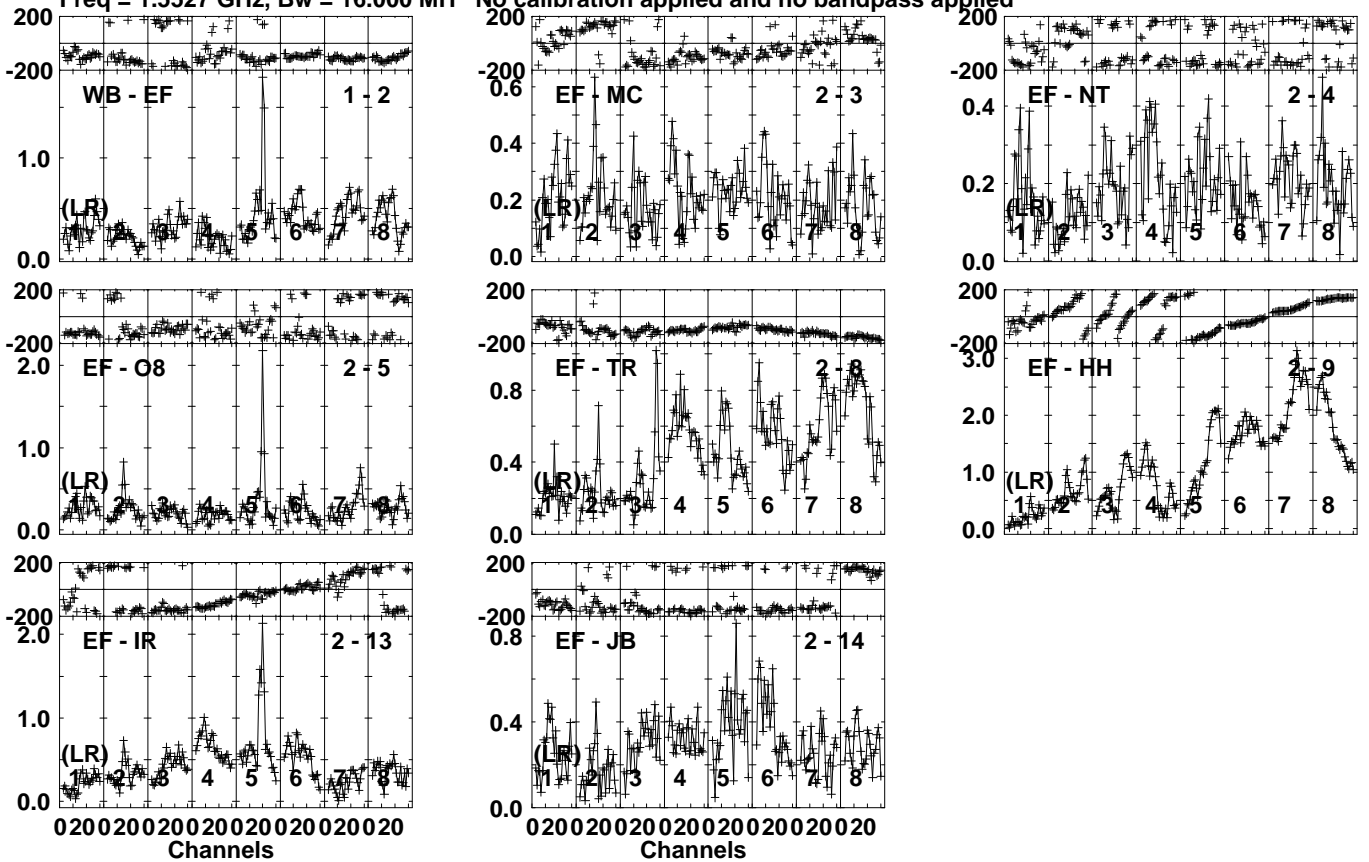 Freq = 1.5527 GHz, Bw = 16.000 MH No calibration applied and no bandpass applied
200
-200
WB - EF 1 - 2
1.0
0.0
(LR)
1 2 3 4 5 6 7 8
200
-200
EF - MC 2 - 3
0.6
0.4
0.2
0.0
(LR)
1 2 3 4 5 6 7 8
200
-200
EF - NT 2 - 4
0.4
0.2
0.0
(LR)
1 2 3 4 5 6 7 8
200
-200
EF - O8 2 - 5
2.0
1.0
0.0
(LR)
1 2 3 4 5 6 7 8
200
-200
EF - TR 2 - 8
0.8
0.4
0.0
(LR)
1 2 3 4 5 6 7 8
200
-200
EF - HH 2 - 9
3.0
2.0
1.0
0.0
(LR)
1 2 3 4 5 6 7 8
200
-200
EF - IR 2 - 13
2.0
1.0
0.0
(LR)
1 2 3 4 5 6 7 8
0 20 0 20 0 20 0 20 0 20 0 20 0 20 0 20
Channels
200
-200
EF - JB 2 - 14
0.8
0.4
0.0
(LR)
1 2 3 4 5 6 7 8
0 20 0 20 0 20 0 20 0 20 0 20 0 20 0 20
Channels